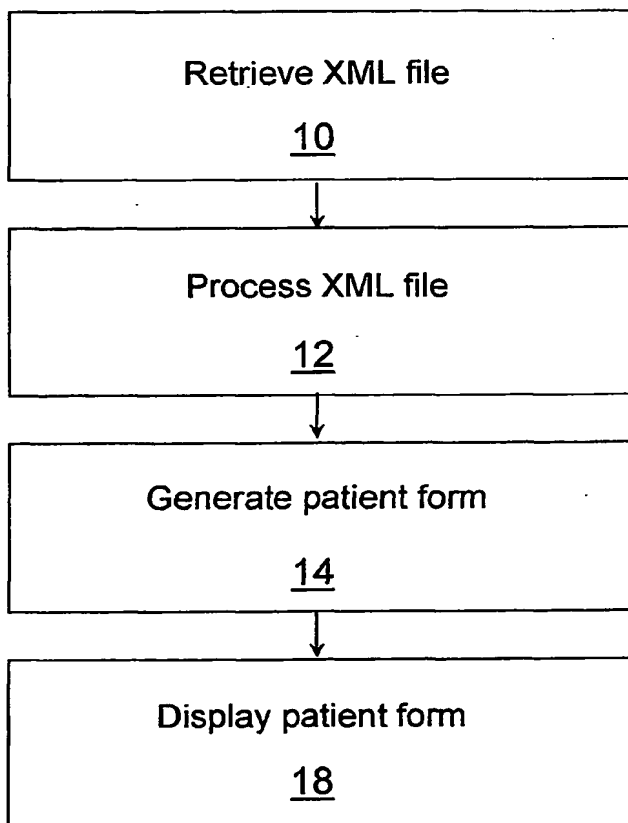 Retrieve XML file
10
Process XML file
12
Generate patient form
14
Display patient form
18